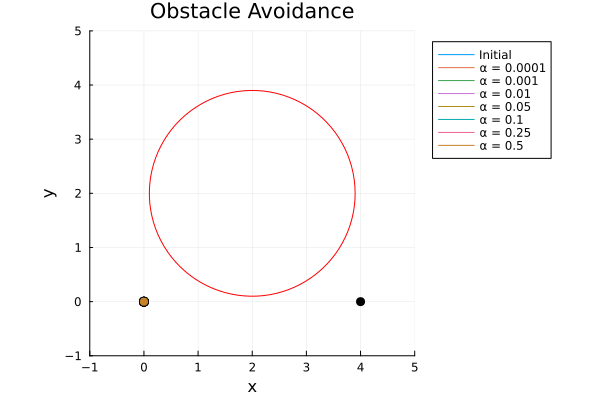 Obstacle Avoidance
5
4
3
2
1
0
−1
y
−1 0 1 2 3 4 5
x
Initial
α = 0.0001
α = 0.001
α = 0.01
α = 0.05
α = 0.1
α = 0.25
α = 0.5